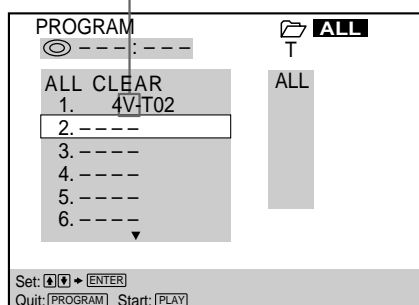 PROGRAM
ALL
– – – : – – –
T
ALL CLEAR
ALL
1. 4V-T02
2. – – – –
3. – – – –
4. – – – –
5. – – – –
6. – – – –
Set: ENTER
Quit: PROGRAM Start: PLAY